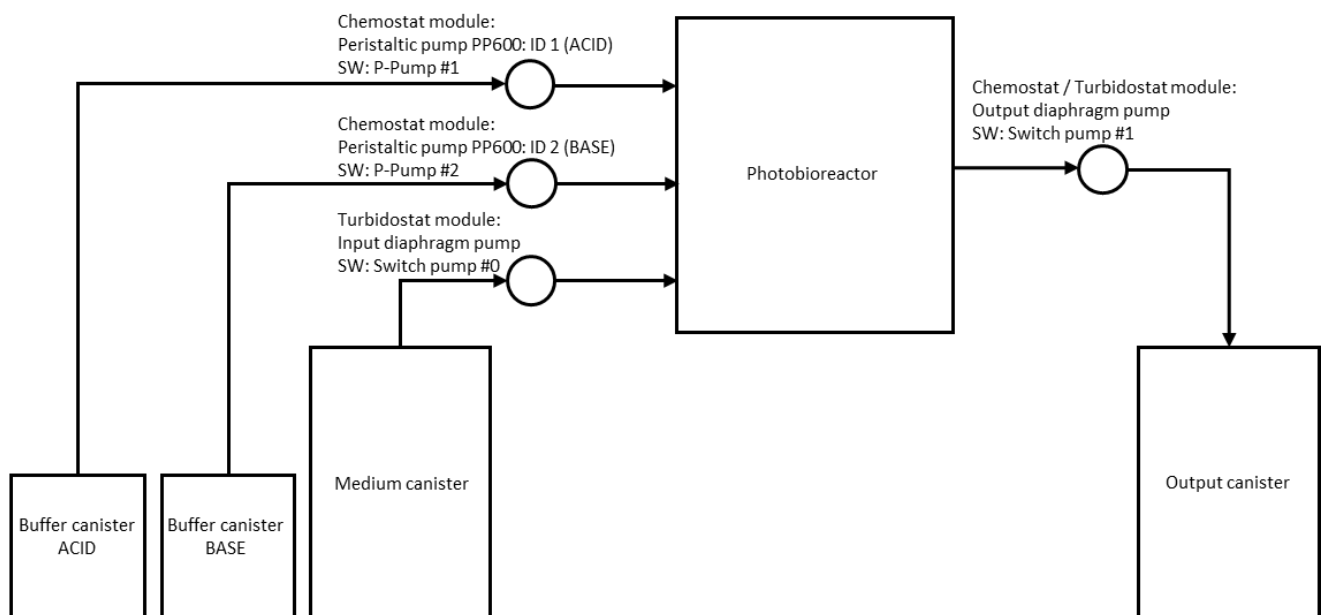 Chemostat module:
Peristaltic pump PP600: ID 1 (ACID)
SW: P-Pump #1
Chemostat module:
Peristaltic pump PP600: ID 2 (BASE)
SW: P-Pump #2
Turbidostat module:
Input diaphragm pump
SW: Switch pump #0
Photobioreactor
Chemostat / Turbidostat module:
Output diaphragm pump
SW: Switch pump #1
Buffer canister
ACID
Buffer canister
BASE
Medium canister
Output canister